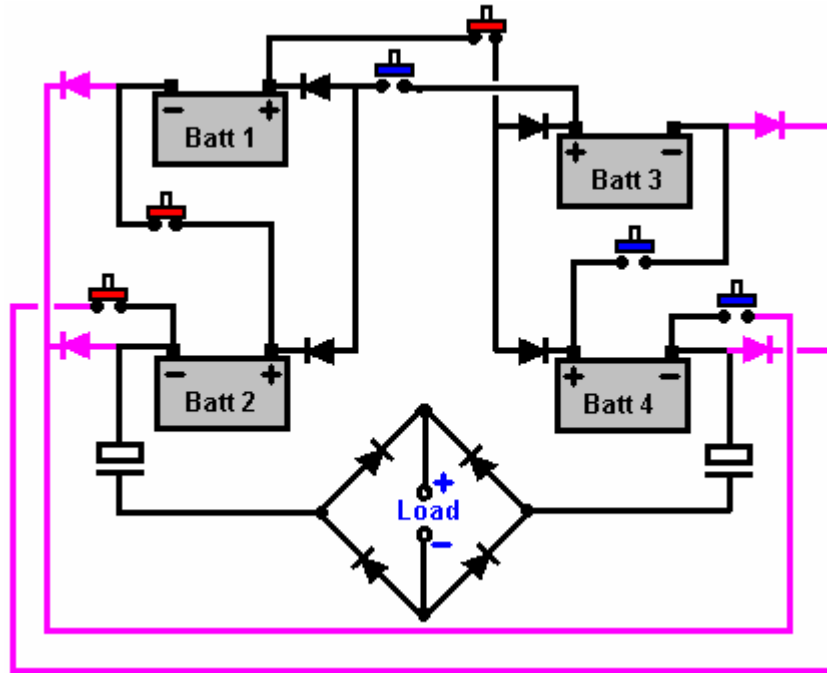 - +
Batt 1
+ -
Batt 3
- +
Batt 2
+ -
Batt 4
+
Load
-